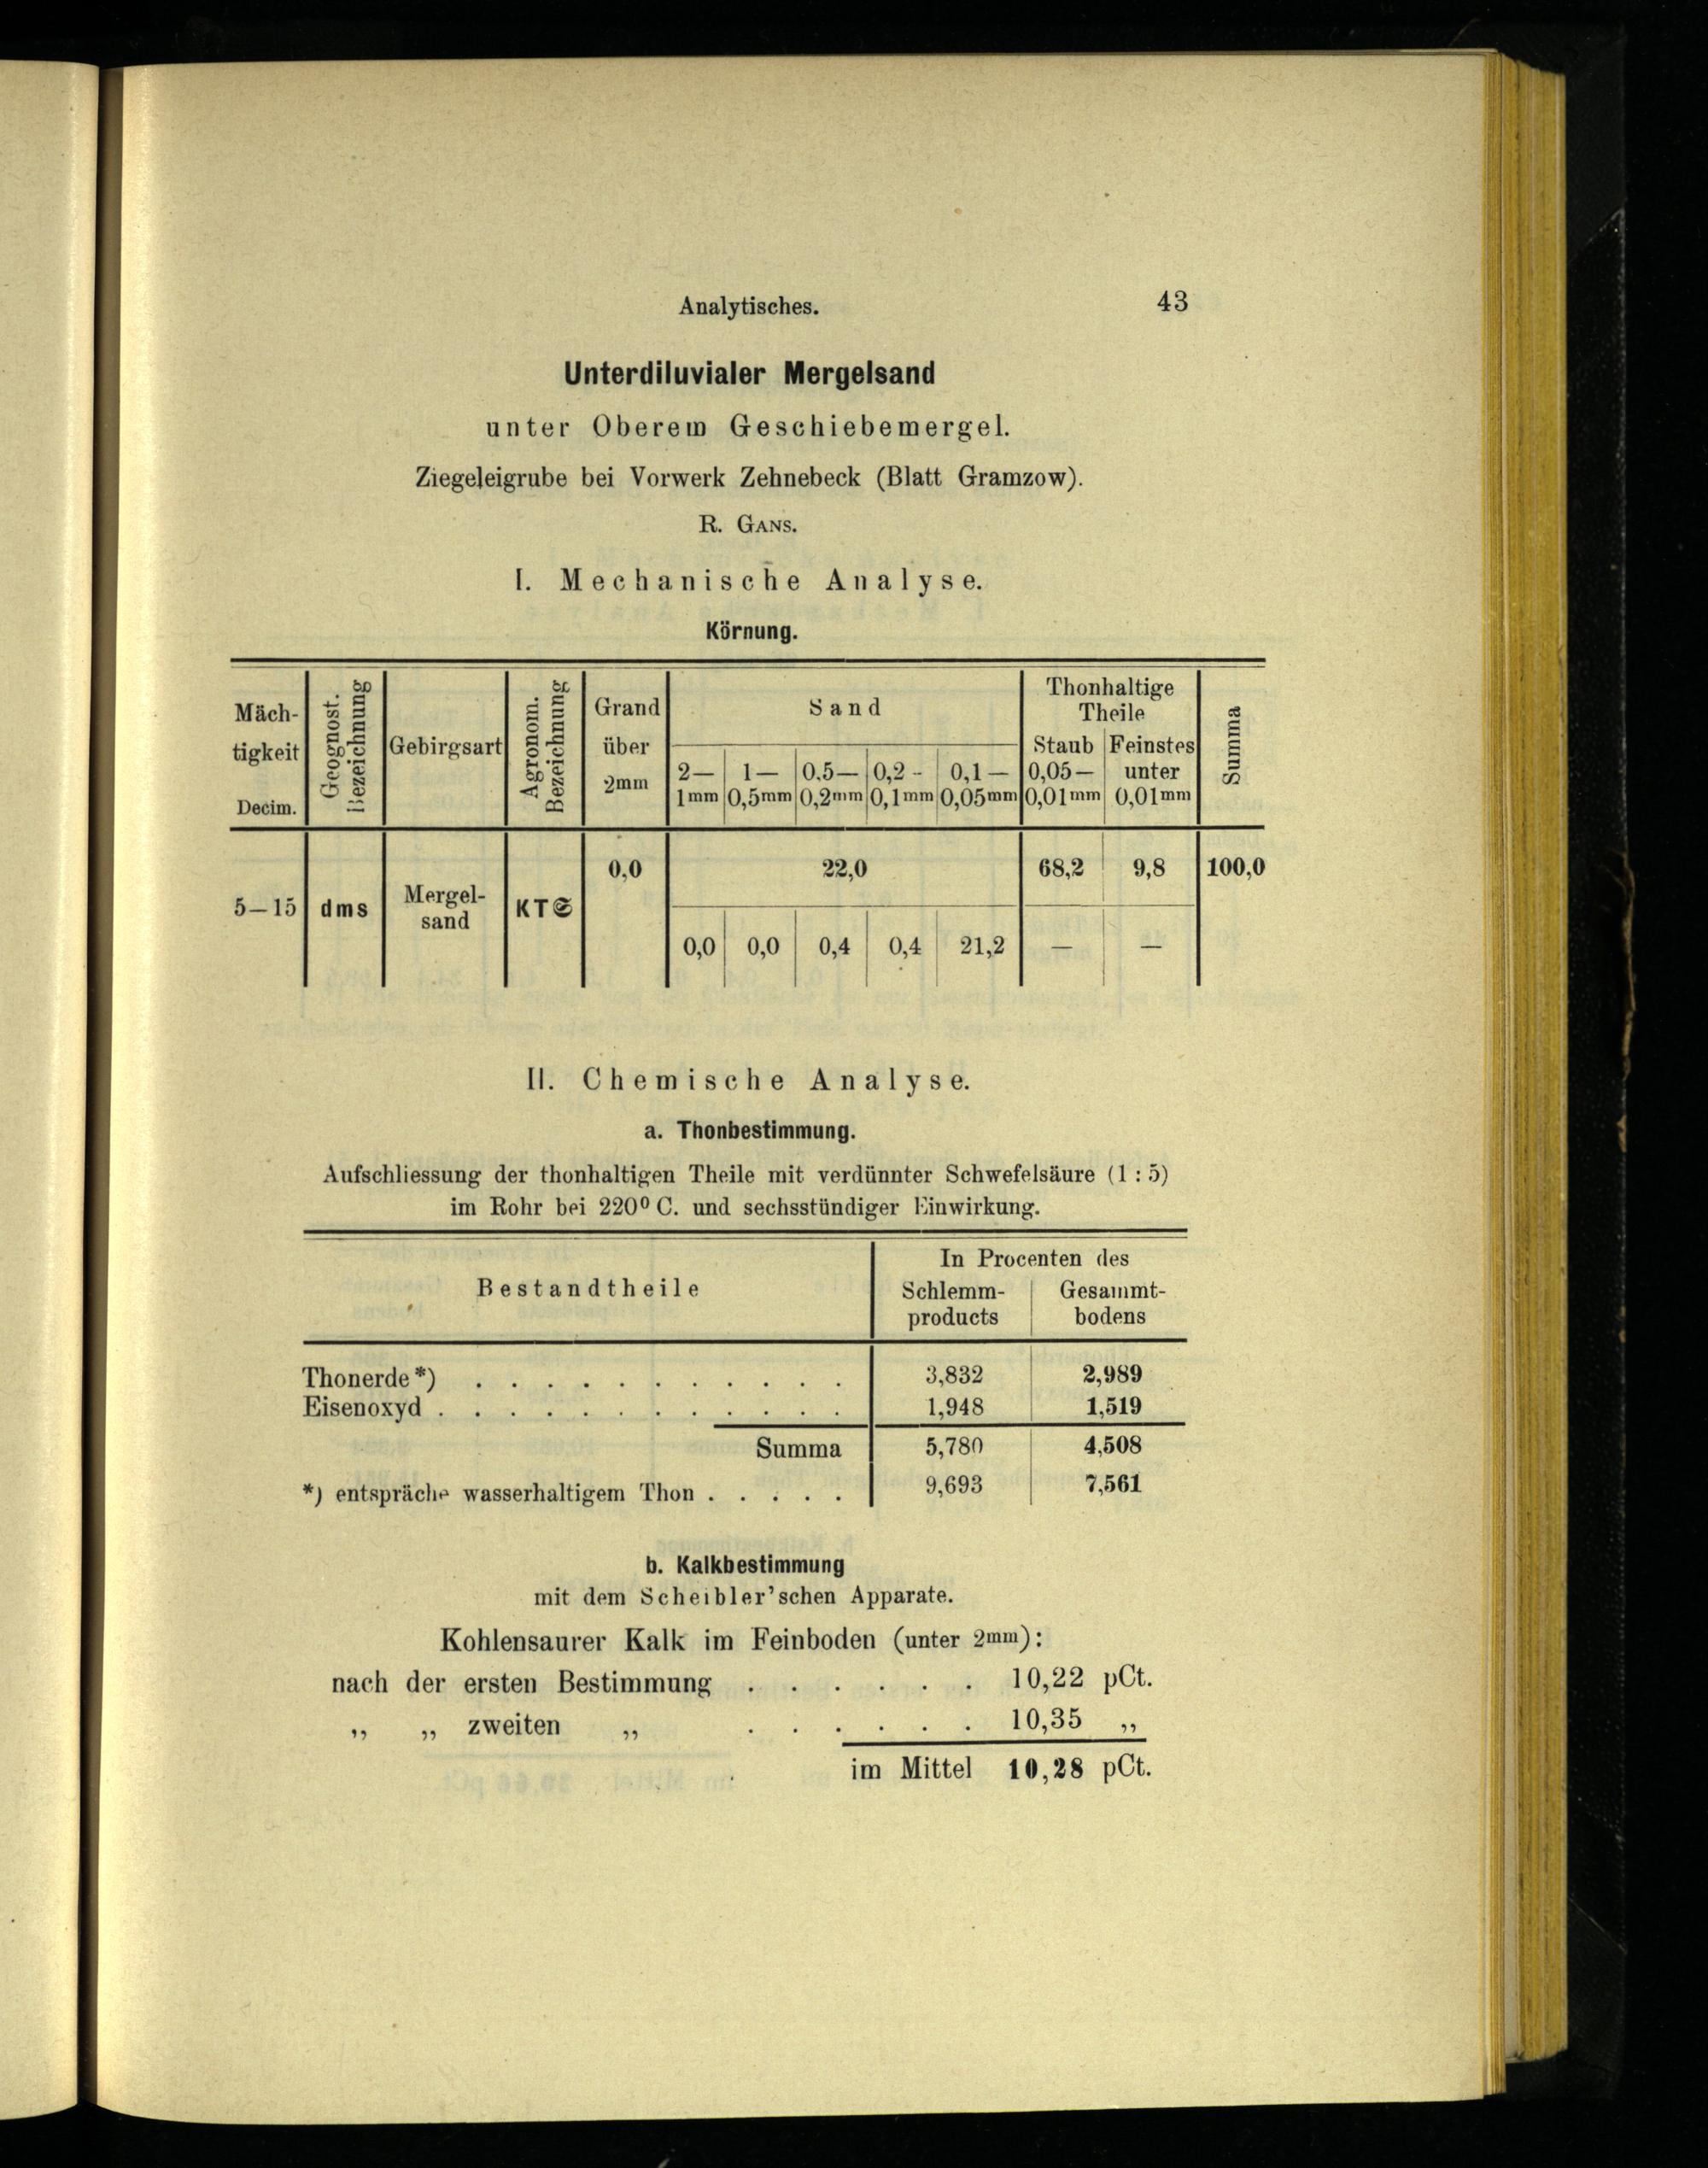 Analytisches. 43
Unterdiluvialer Mergelsand
unter Oberem Geschiebemergel.
Ziegeleigrube bei Vorwerk Zehnebeck (Blatt Gramzow).
R. Gans.
I. Mechanische Analyse.
Körnung.
Mäch-
tigkeit
Decim.
Geognost.
Bezeichnung
Gebirgsart
Agronom.
Bezeichnung
Grand
über
2mm
Sand
2— 1— 0,5— 0,2- 0,1—
1mm 0,5mm 0,2mm 0,1mm 0,05mm
Thonhaltige
Theile
Staub Feinstes
0,05— unter
0,01mm 0,01mm
Summa
5—15 dms
Mergel-
sand
KTS
0,0 22,0 68,2 9,8 100,0
0,0 0,0 0,4 0,4 21,2 — —
II. Chemische Analyse.
a. Thonbestimmung.
Aufschliessung der thonhaltigen Theile mit verdünnter Schwefelsäure (1 : 5)
im Rohr bei 220⁰ C. und sechsstündiger Einwirkung.
Bestandtheile
In Procenten des
Schlemm- Gesammt-
products bodens
Thonerde*) . . . . . . . . . . . 3,832 2,989
Eisenoxyd . . . . . . . . . . . . 1,948 1,519
Summa 5,780 4,508
*) entspräche wasserhaltigem Thon . . . . . 9,693 7,561
b. Kalkbestimmung
mit dem Scheibler'schen Apparate.
Kohlensaurer Kalk im Feinboden (unter 2mm):
nach der ersten Bestimmung . . . . . . 10,22 pCt.
„ „ zweiten „ . . . . . . 10,35 „
im Mittel 10,28 pCt.